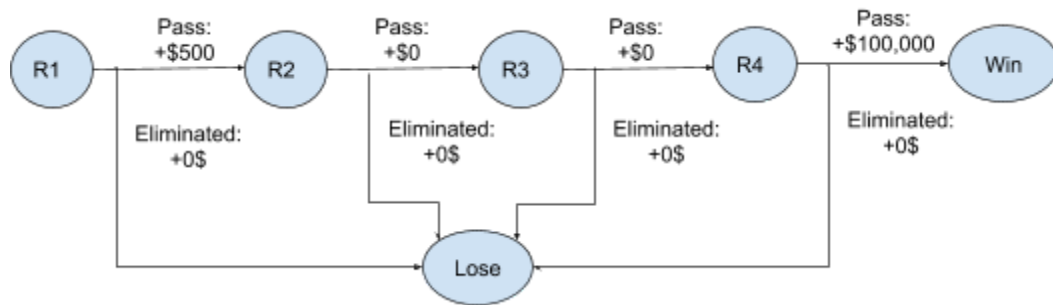 Pass:
+$500
Pass:
+$0
Pass:
+$0
Pass:
+$100,000
R1
R2
R3
R4
Win
Eliminated:
+0$
Eliminated:
+0$
Eliminated:
+0$
Eliminated:
+0$
Lose